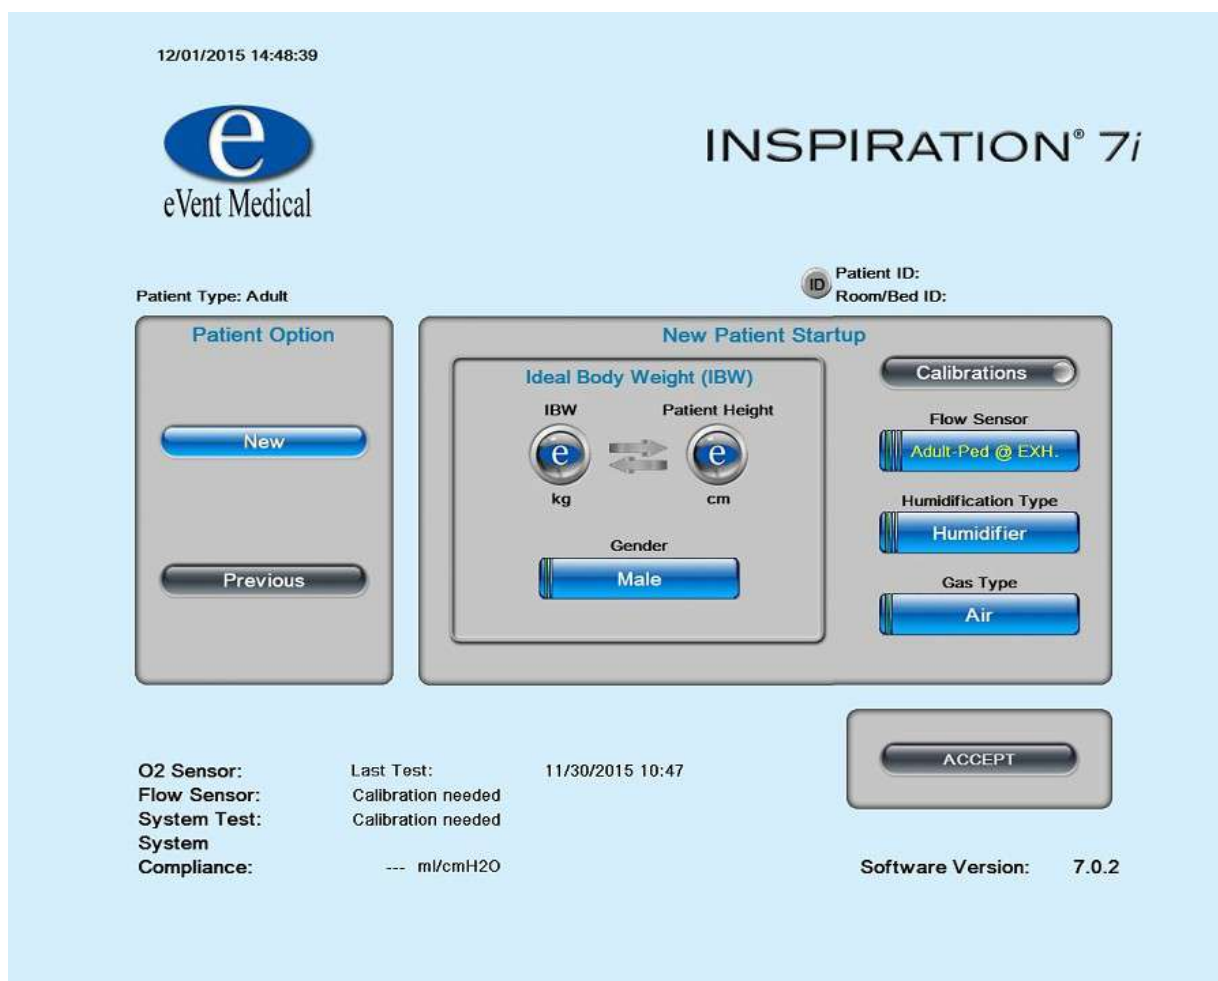 12/01/2015 14:48:39
e
eVent Medical
INSPIRATION® 7i
ID
Patient ID:
Room/Bed ID:
Patient Type: Adult
Patient Option
New
Previous
New Patient Startup
Ideal Body Weight (IBW)
IBW Patient Height
e e
kg cm
Gender
Male
Calibrations
Flow Sensor
Adult-Ped @ EXH.
Humidification Type
Humidifier
Gas Type
Air
ACCEPT
O2 Sensor: Last Test: 11/30/2015 10:47
Flow Sensor: Calibration needed
System Test: Calibration needed
System
Compliance: --- ml/cmH2O
Software Version: 7.0.2